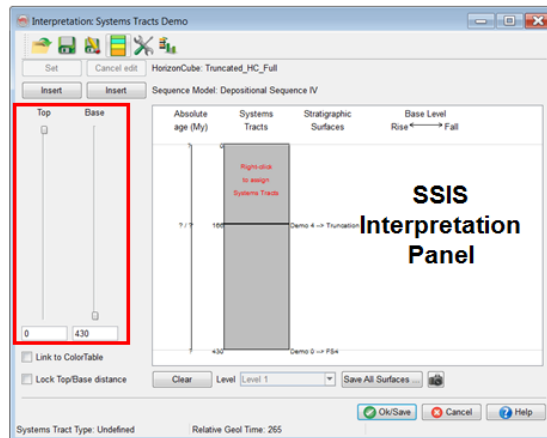 Interpretation: Systems Tracts Demo
Set Cancel edit HorizonCube: Truncated_HC_Full
Insert Insert Sequence Model: Depositional Sequence IV
Top Base
Absolute age (My) Systems Tracts Stratigraphic Surfaces Base Level
Rise Fall
? 0
Right-click
to assign
Systems Tracts
SSIS
Interpretation
Panel
? / ? 166 Demo 4 --> Truncation
? 430 Demo 0 --> FS4
0 430
Link to ColorTable
Lock Top/Base distance Clear Level Level 1 Save All Surfaces ...
Ok/Save Cancel Help
Systems Tract Type: Undefined Relative Geol Time: 265